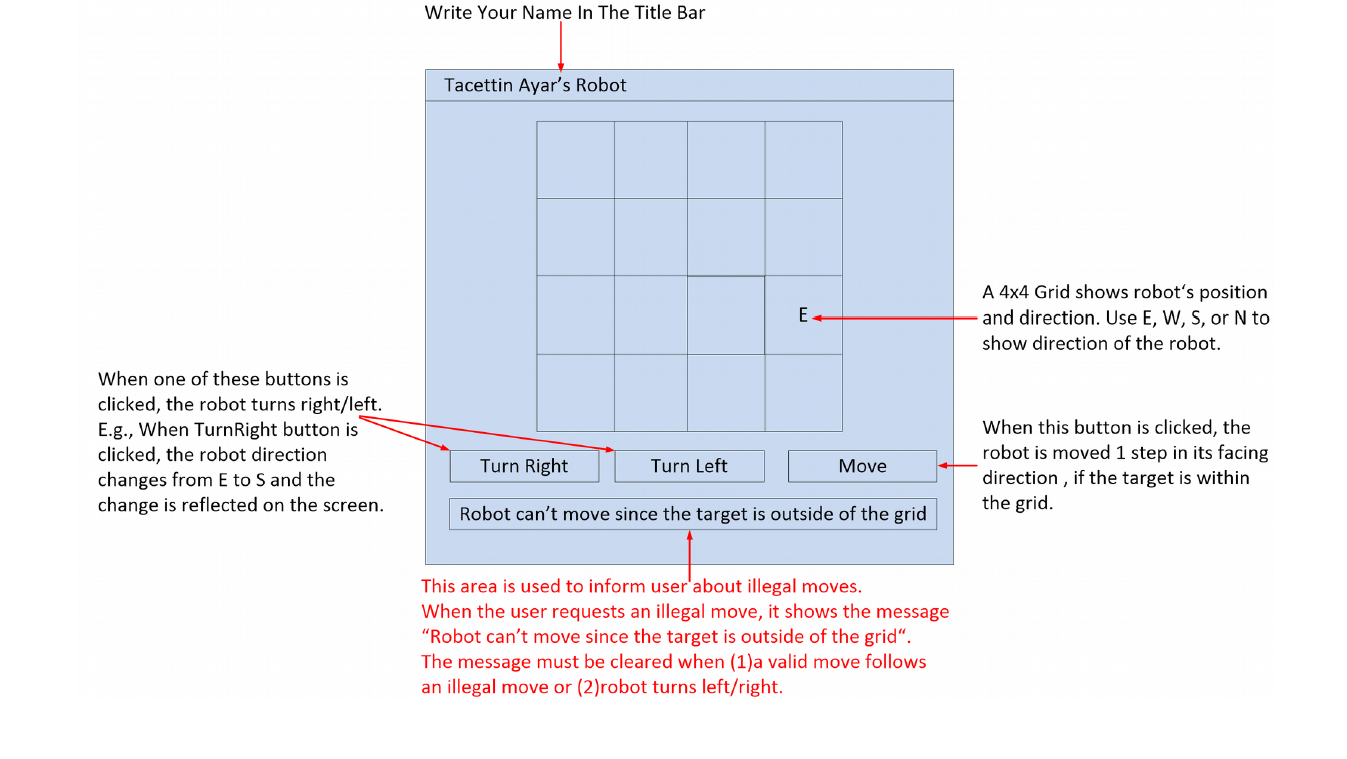 Write Your Name In The Title Bar
Tacettin Ayar’s Robot
E
A 4x4 Grid shows robot‘s position
and direction. Use E, W, S, or N to
show direction of the robot.
When one of these buttons is
clicked, the robot turns right/left.
E.g., When TurnRight button is
clicked, the robot direction
changes from E to S and the
change is reflected on the screen.
When this button is clicked, the
robot is moved 1 step in its facing
direction , if the target is within
the grid.
Turn Right
Turn Left
Move
Robot can’t move since the target is outside of the grid
This area is used to inform user about illegal moves.
When the user requests an illegal move, it shows the message
“Robot can’t move since the target is outside of the grid“.
The message must be cleared when (1)a valid move follows
an illegal move or (2)robot turns left/right.